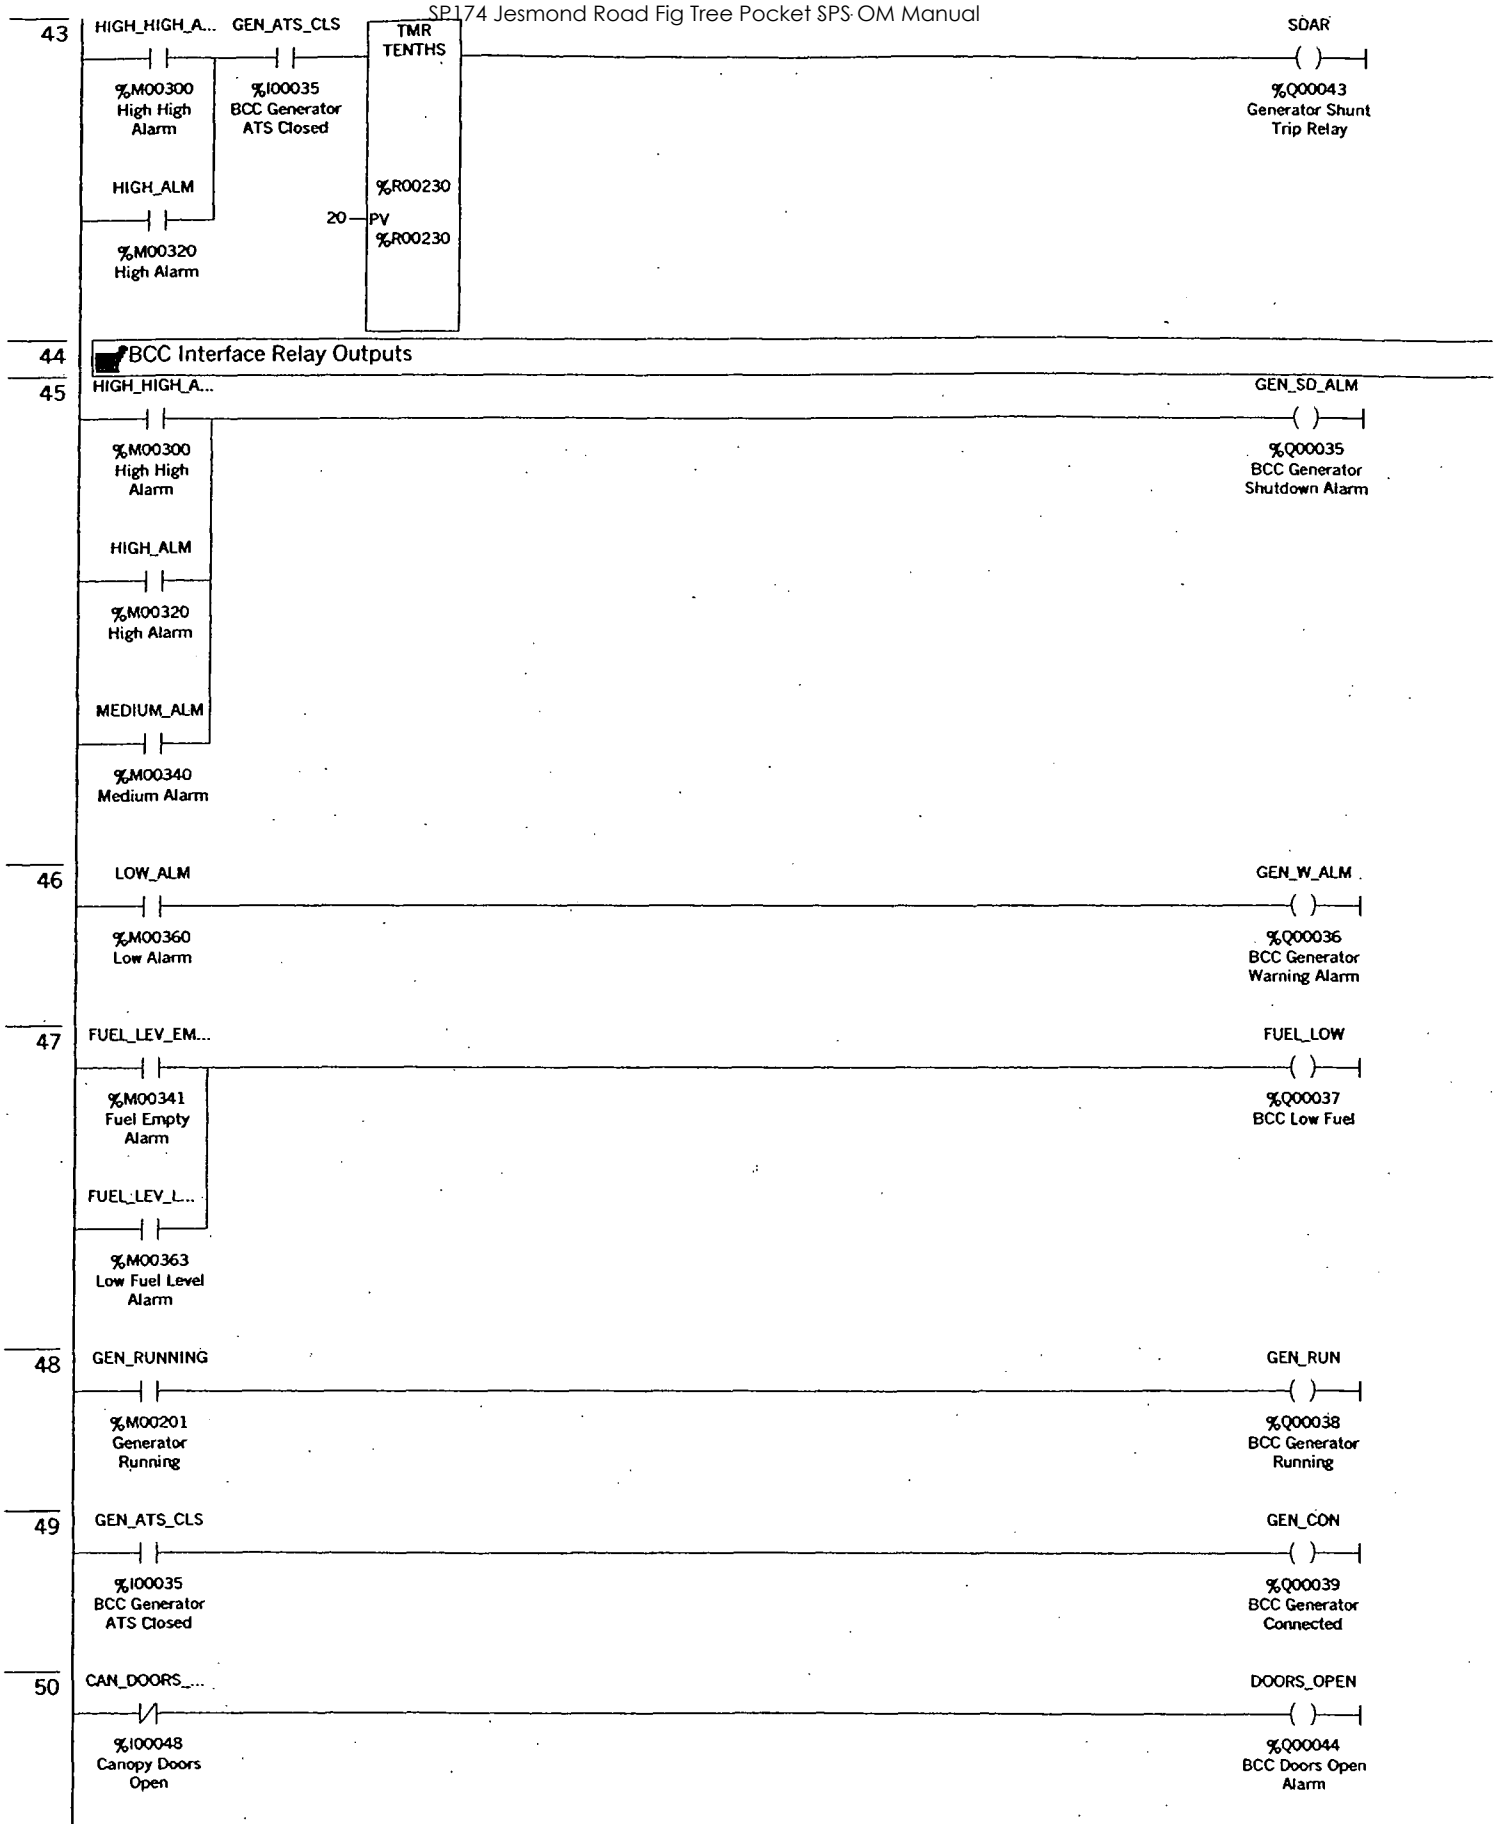 SP174 Jesmond Road Fig Tree Pocket SPS OM Manual
43
HIGH_HIGH_A...
GEN_ATS_CLS
TMR
TENTHS
SDAR
%M00300
High High
Alarm
%I00035
BCC Generator
ATS Closed
%Q00043
Generator Shunt
Trip Relay
HIGH_ALM
%R00230
20
PV
%R00230
%M00320
High Alarm
44
BCC Interface Relay Outputs
45
HIGH_HIGH_A...
GEN_SD_ALM
%M00300
High High
Alarm
%Q00035
BCC Generator
Shutdown Alarm
HIGH_ALM
%M00320
High Alarm
MEDIUM_ALM
%M00340
Medium Alarm
46
LOW_ALM
GEN_W_ALM
%M00360
Low Alarm
%Q00036
BCC Generator
Warning Alarm
47
FUEL_LEV_EM...
FUEL_LOW
%M00341
Fuel Empty
Alarm
%Q00037
BCC Low Fuel
FUEL_LEV_L...
%M00363
Low Fuel Level
Alarm
48
GEN_RUNNING
GEN_RUN
%M00201
Generator
Running
%Q00038
BCC Generator
Running
49
GEN_ATS_CLS
GEN_CON
%I00035
BCC Generator
ATS Closed
%Q00039
BCC Generator
Connected
50
CAN_DOORS_...
DOORS_OPEN
%I00048
Canopy Doors
Open
%Q00044
BCC Doors Open
Alarm